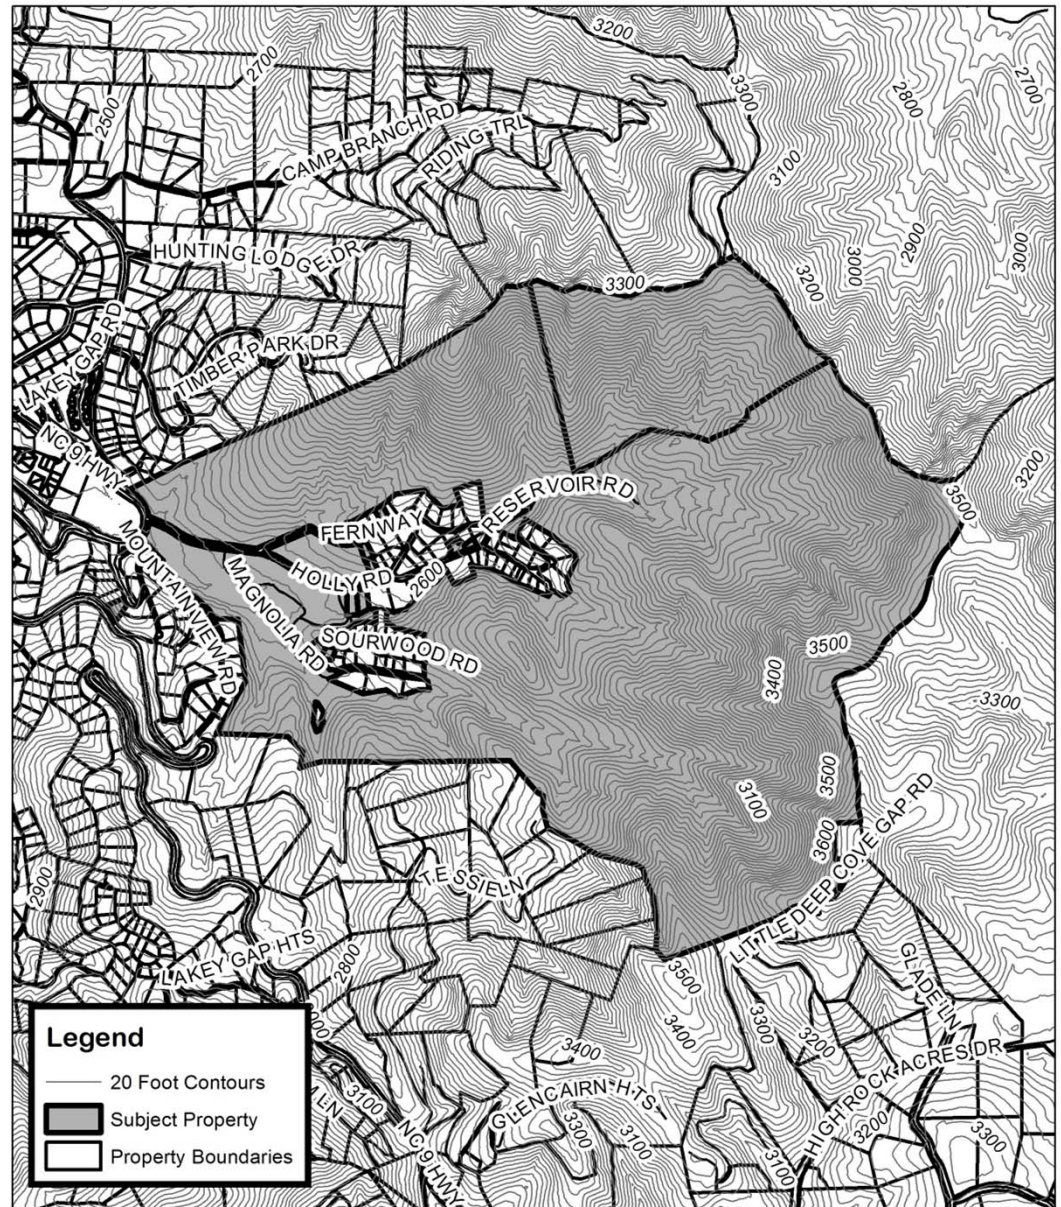 3200
2700
3300
2800
2700
2500
CAMP BRANCH RD
RIDING TRL
3100
HUNTING LODGE DR
2900
3000
3000
3200
3300
LAKEY GAP RD
TIMBER PARK DR
NC 9 HWY
3200
RESERVOIR RD
3500
FERNWAY
MOUNTAINVIEW RD
HOLLY RD
2600
MAGNOLIA RD
SOURWOOD RD
3500
3400
3300
3500
3100
3600
LITTLE DEEP COVE GAP RD
2900
TESSIE LN
LAKEY GAP HTS
2800
3500
GLADE LN
3400
3300
3200
3400
HIGH ROCK ACRES DR
GLENCAIRN HTS
3300
3100
3200
3300
3100
3100
LN
NC 9 HWY
Legend
20 Foot Contours
Subject Property
Property Boundaries